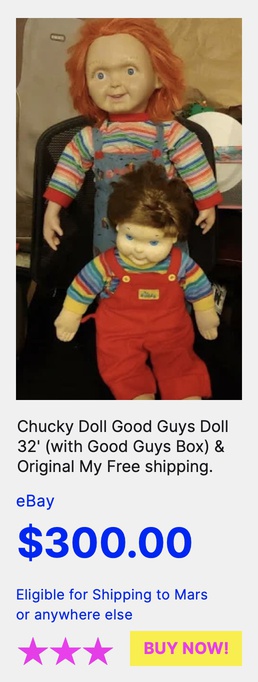 Chucky Doll Good Guys Doll
32' (with Good Guys Box) &
Original My Free shipping.
eBay
$300.00
Eligible for Shipping to Mars
or anywhere else
BUY NOW!